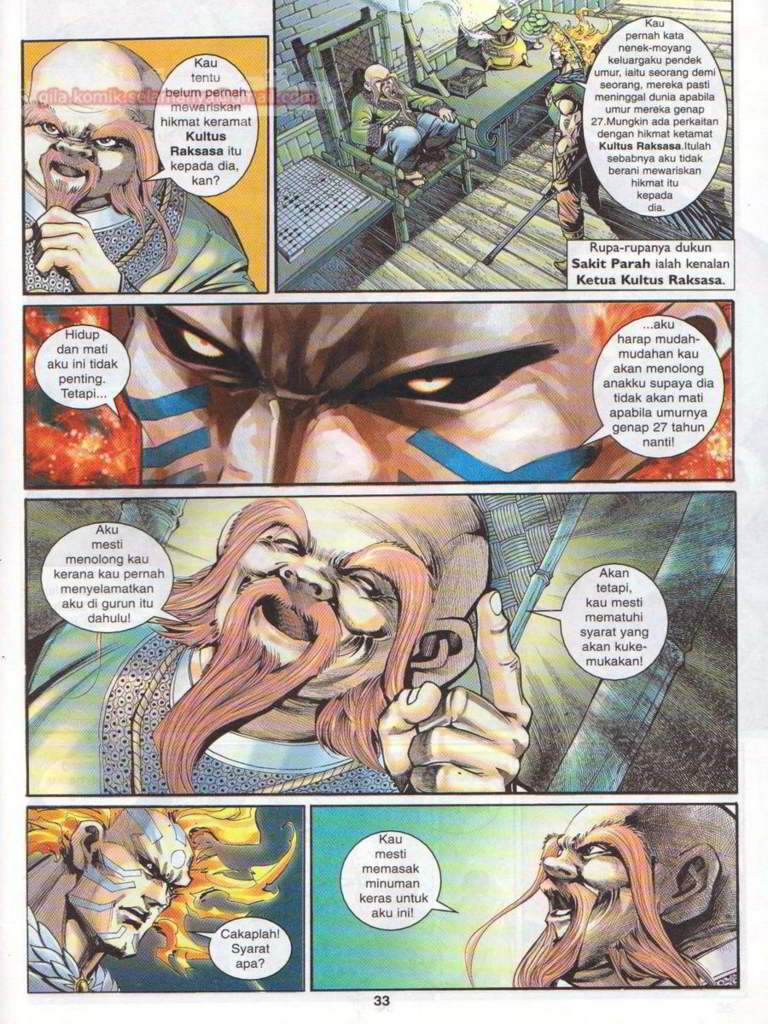 Kau
tentu
belum pernah
mewariskan
hikmat keramat
Kultus
Raksasa itu
kepada dia,
kan?
gila.komik.selamanya@gmail.com
Kau
pernah kata
nenek-moyang
keluargaku pendek
umur, iaitu seorang demi
seorang, mereka pasti
meninggal dunia apabila
umur mereka genap
27.Mungkin ada perkaitan
dengan hikmat ketamat
Kultus Raksasa.Itulah
sebabnya aku tidak
berani mewariskan
hikmat itu
kepada
dia.
Rupa-rupanya dukun
Sakit Parah ialah kenalan
Ketua Kultus Raksasa.
Hidup
dan mati
aku ini tidak
penting.
Tetapi...
...aku
harap mudah-
mudahan kau
akan menolong
anakku supaya dia
tidak akan mati
apabila umurnya
genap 27 tahun
nanti!
Aku
mesti
menolong kau
kerana kau pernah
menyelamatkan
aku di gurun itu
dahulu!
Akan
tetapi,
kau mesti
mematuhi
syarat yang
akan kuke-
mukakan!
Cakaplah!
Syarat
apa?
Kau
mesti
memasak
minuman
keras untuk
aku ini!
33